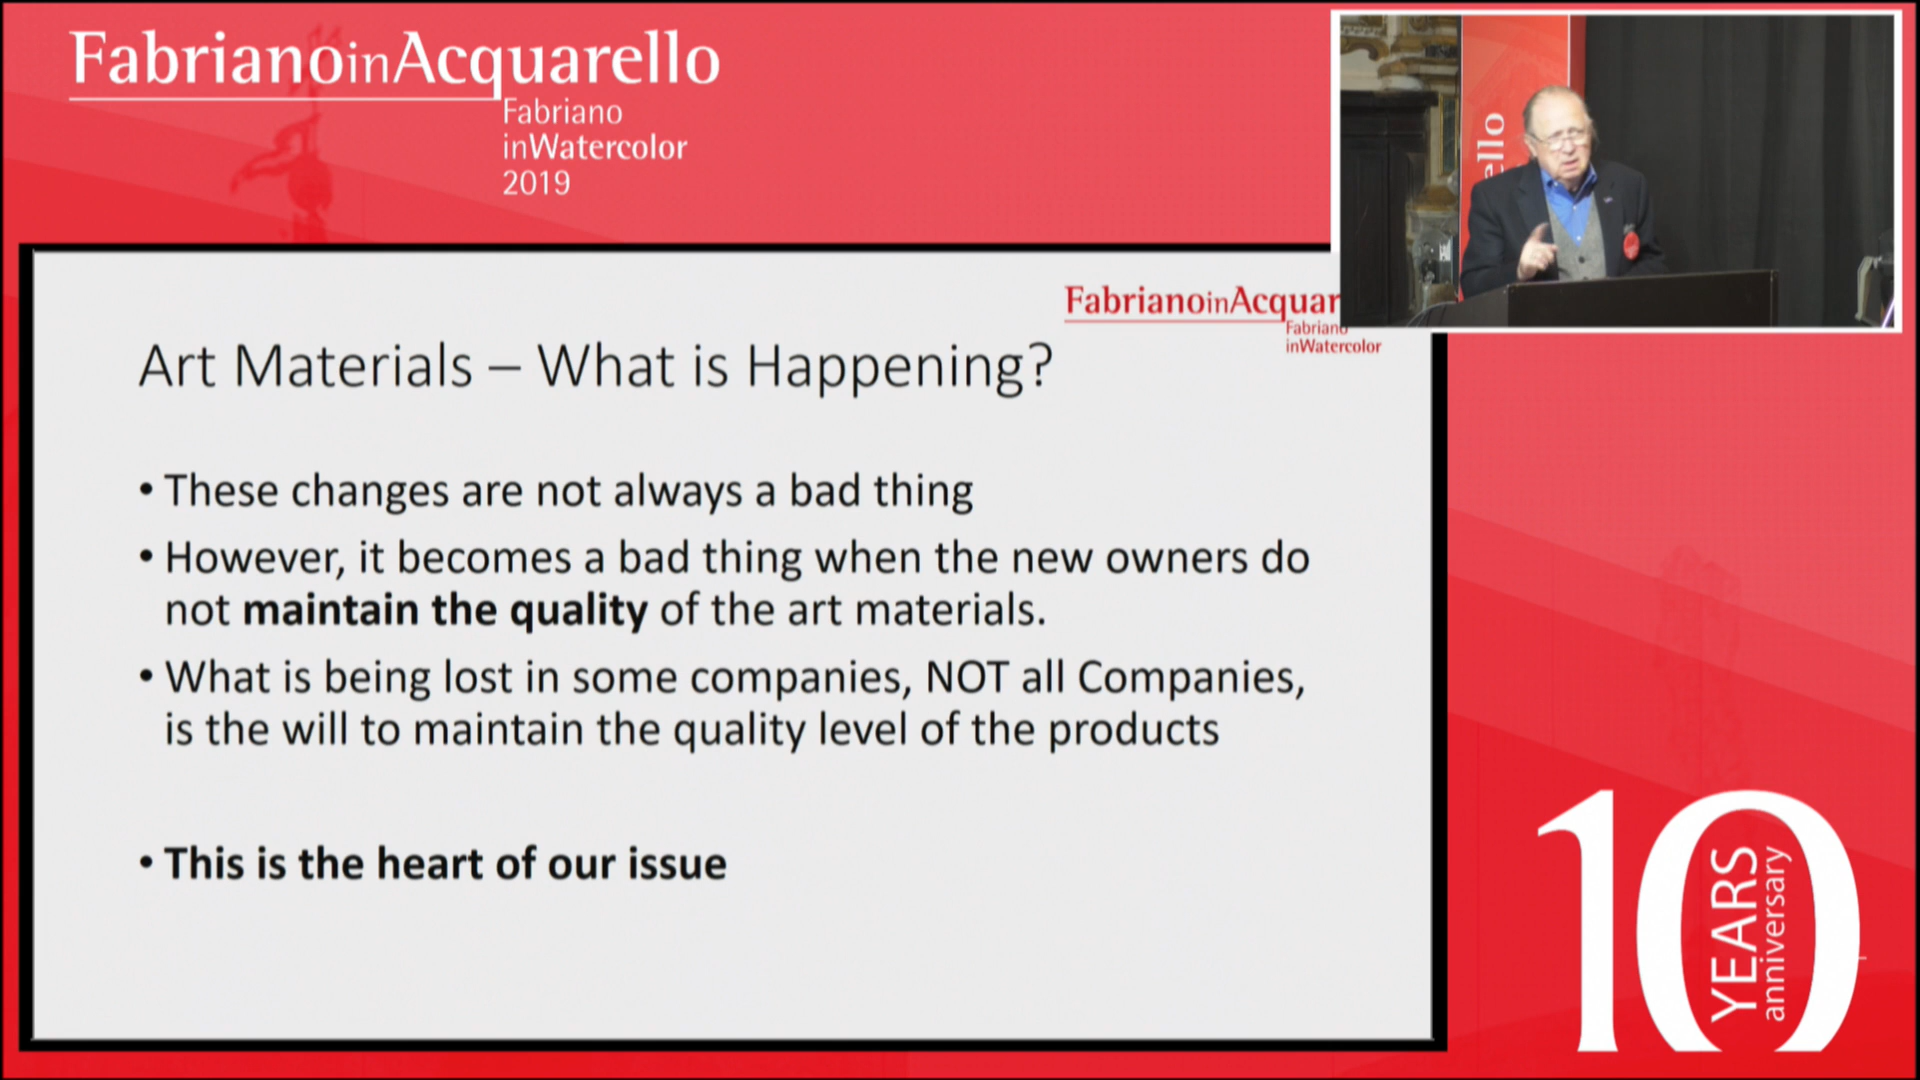 FabrianoinAcquarello
Fabriano
inWatercolor
2019
ello
FabrianoinAcquar
Fabriano
inWatercolor
Art Materials – What is Happening?
• These changes are not always a bad thing
• However, it becomes a bad thing when the new owners do
not maintain the quality of the art materials.
• What is being lost in some companies, NOT all Companies,
is the will to maintain the quality level of the products
• This is the heart of our issue
10
YEARS
anniversary